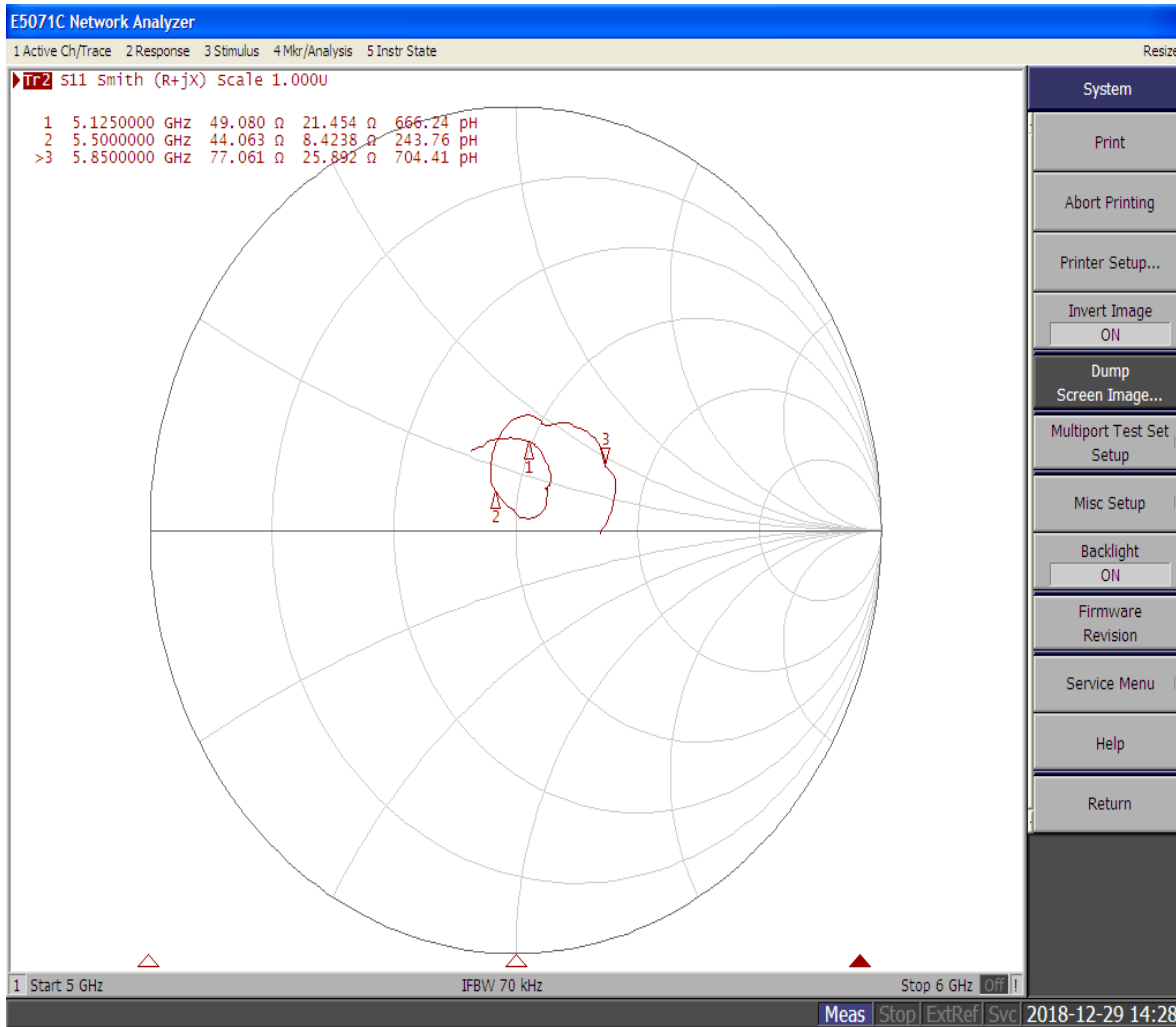 E5071C Network Analyzer
1 Active Ch/Trace 2 Response 3 Stimulus 4 Mkr/Analysis 5 Instr State
Resize
Tr2 S11 Smith (R+jX) Scale 1.000U
1 5.1250000 GHz 49.080 Ω 21.454 Ω 666.24 pH
2 5.5000000 GHz 44.063 Ω 8.4238 Ω 243.76 pH
>3 5.8500000 GHz 77.061 Ω 25.892 Ω 704.41 pH
3
1
2
System
Print
Abort Printing
Printer Setup...
Invert Image
ON
Dump
Screen Image...
Multiport Test Set
Setup
Misc Setup
Backlight
ON
Firmware
Revision
Service Menu
Help
Return
1 Start 5 GHz
IFBW 70 kHz
Stop 6 GHz Off !
Meas Stop ExtRef Svc 2018-12-29 14:28